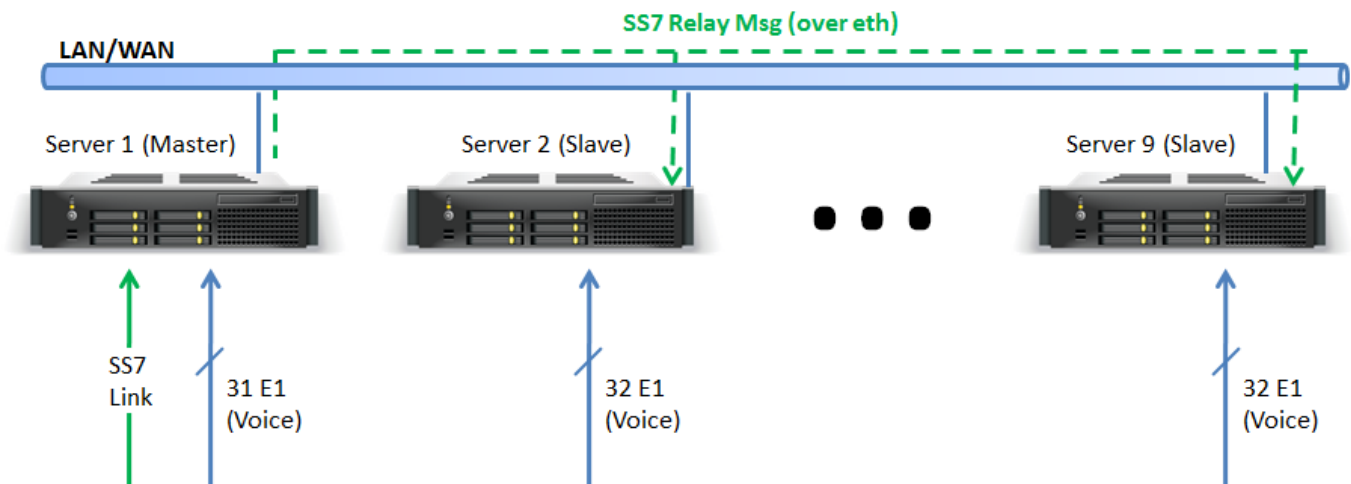 SS7 Relay Msg (over eth)
LAN/WAN
Server 1 (Master)
Server 2 (Slave)
Server 9 (Slave)
SS7
Link
31 E1
(Voice)
32 E1
(Voice)
32 E1
(Voice)